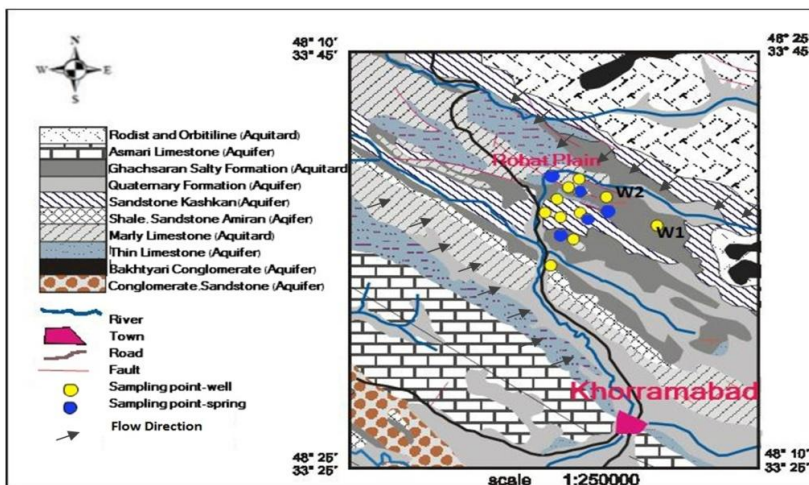 N
W E
S
48° 10'
33° 45'
48° 25'
33° 45'
Rodist and Orbitiline (Aquitard)
Asmari Limestone (Aquifer)
Ghachsaran Salty Formation (Aquitard)
Quaternary Formation (Aquifer)
Sandstone Kashkan (Aquifer)
Shale. Sandstone Amiran (Aqifer)
Marly Limestone (Aquitard)
Thin Limestone (Aquifer)
Bakhtyari Conglomerate (Aquifer)
Conglomerate.Sandstone (Aquifer)
River
Town
Road
Fault
Sampling point-well
Sampling point-spring
Flow Direction
Robat Plain
W2
W1
Khorramabad
48° 25'
33° 25'
48° 10'
33° 25'
scale 1:250000